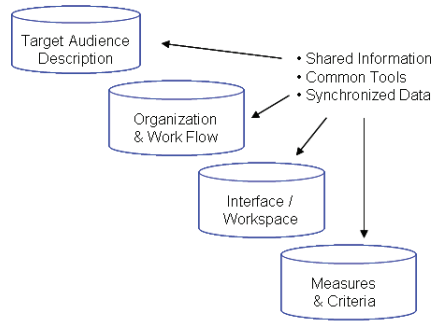 Target Audience
Description
• Shared Information
• Common Tools
• Synchronized Data
Organization
& Work Flow
Interface /
Workspace
Measures
& Criteria